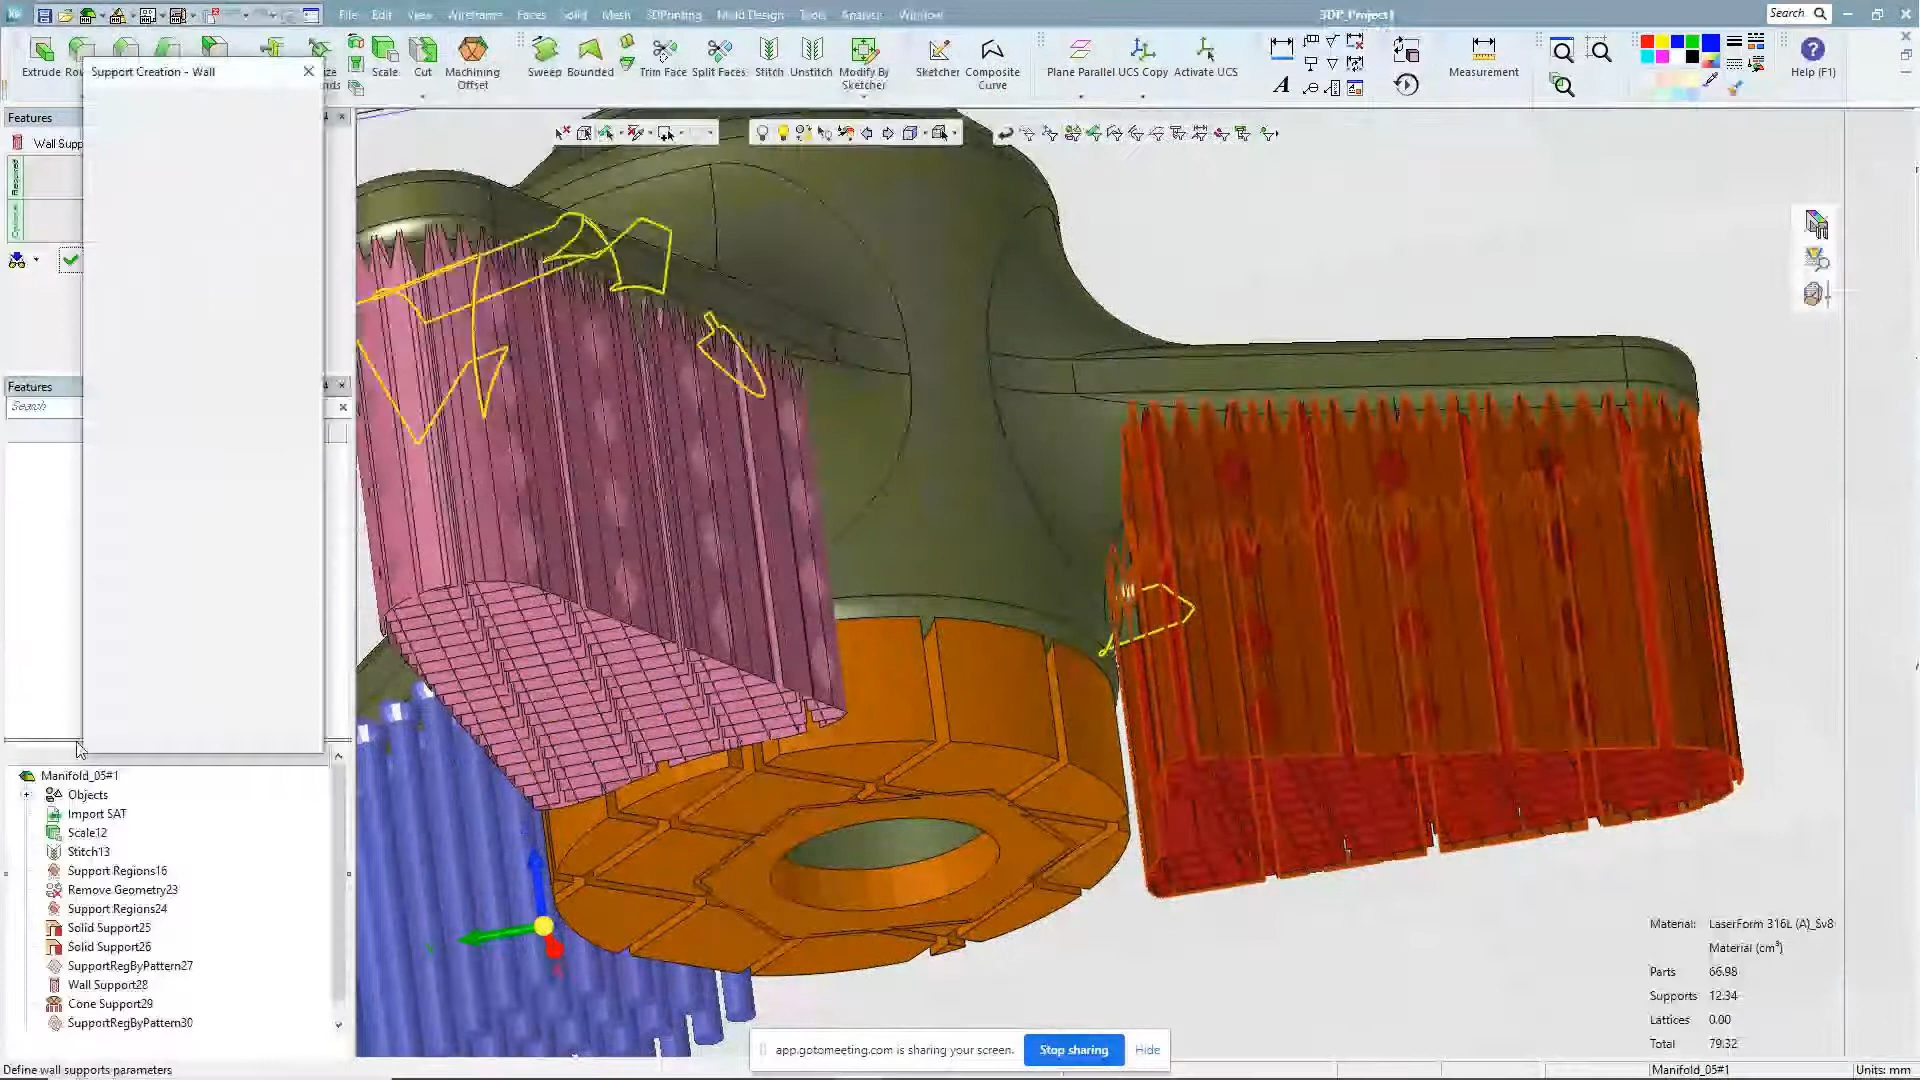 File Edit View Wireframe Faces Solid Mesh 3DPrinting Mold Design Tools Analysis Window
3DP_Project1
Search
Extrude
Scale
Cut
Machining
Offset
Sweep
Bounded
Trim Face
Split Faces
Stitch
Unstitch
Modify By
Sketcher
Sketcher
Composite
Curve
Plane Parallel
UCS Copy
Activate UCS
Measurement
Help (F1)
Support Creation - Wall
Features
Wall Supp
Required
Features
Search
Manifold_05#1
Objects
Import SAT
Scale12
Stitch13
Support Regions16
Remove Geometry23
Support Regions24
Solid Support25
Solid Support26
SupportRegByPattern27
Wall Support28
Cone Support29
SupportRegByPattern30
Material: LaserForm 316L (A)_Sv8
Material (cm³)
Parts 66.98
Supports 12.34
Lattices 0.00
Total 79.32
app.gotomeeting.com is sharing your screen.
Stop sharing
Hide
Define wall supports parameters
Manifold_05#1
Units: mm